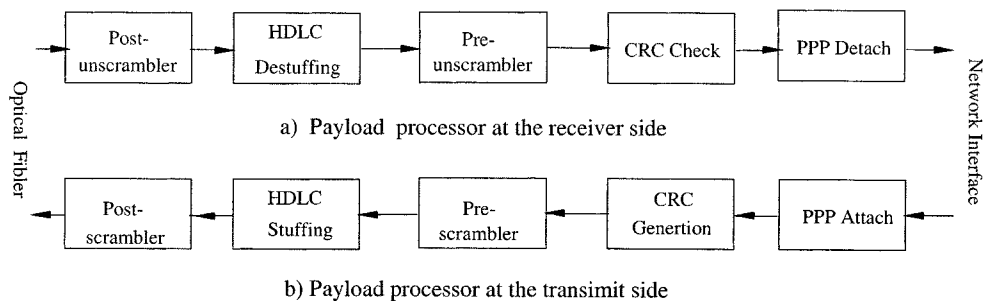 Post-
unscrambler
HDLC
Destuffing
Pre-
unscrambler
CRC Check
PPP Detach
a) Payload processor at the receiver side
Optical Fibler
Network Interface
Post-
scrambler
HDLC
Stuffing
Pre-
scrambler
CRC
Genertion
PPP Attach
b) Payload processor at the transimit side